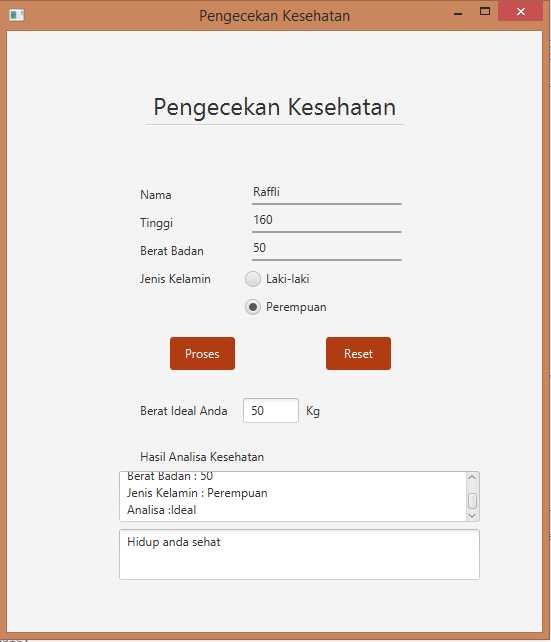 Pengecekan Kesehatan
Pengecekan Kesehatan
Nama Raffli
Tinggi 160
Berat Badan 50
Jenis Kelamin Laki-laki
Perempuan
Proses Reset
Berat Ideal Anda 50 Kg
Hasil Analisa Kesehatan
Berat Badan : 50
Jenis Kelamin : Perempuan
Analisa :Ideal
Hidup anda sehat